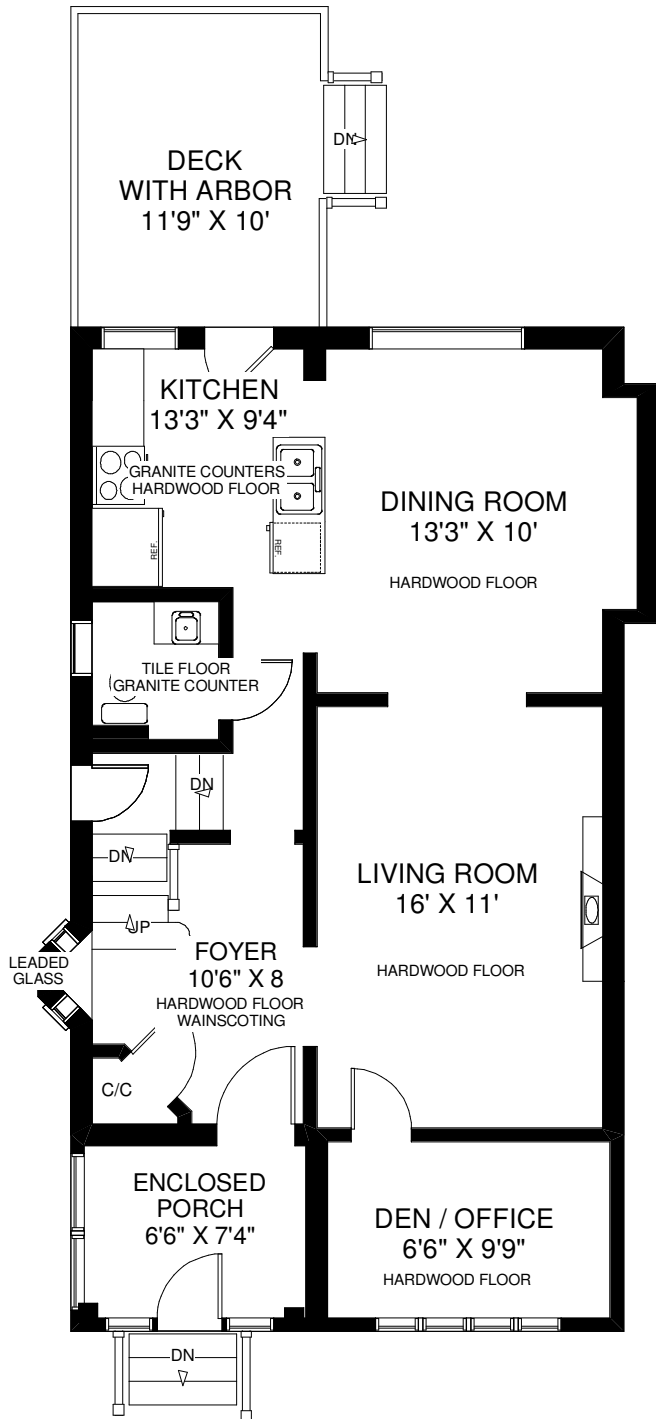 DN
DECK
WITH ARBOR
11'9" X 10'
KITCHEN
13'3" X 9'4"
GRANITE COUNTERS
HARDWOOD FLOOR
REF.
REF.
DINING ROOM
13'3" X 10'
HARDWOOD FLOOR
TILE FLOOR
GRANITE COUNTER
DN
DN
UP
LIVING ROOM
16' X 11'
HARDWOOD FLOOR
LEADED
GLASS
FOYER
10'6" X 8
HARDWOOD FLOOR
WAINSCOTING
C/C
ENCLOSED
PORCH
6'6" X 7'4"
DEN / OFFICE
6'6" X 9'9"
HARDWOOD FLOOR
DN